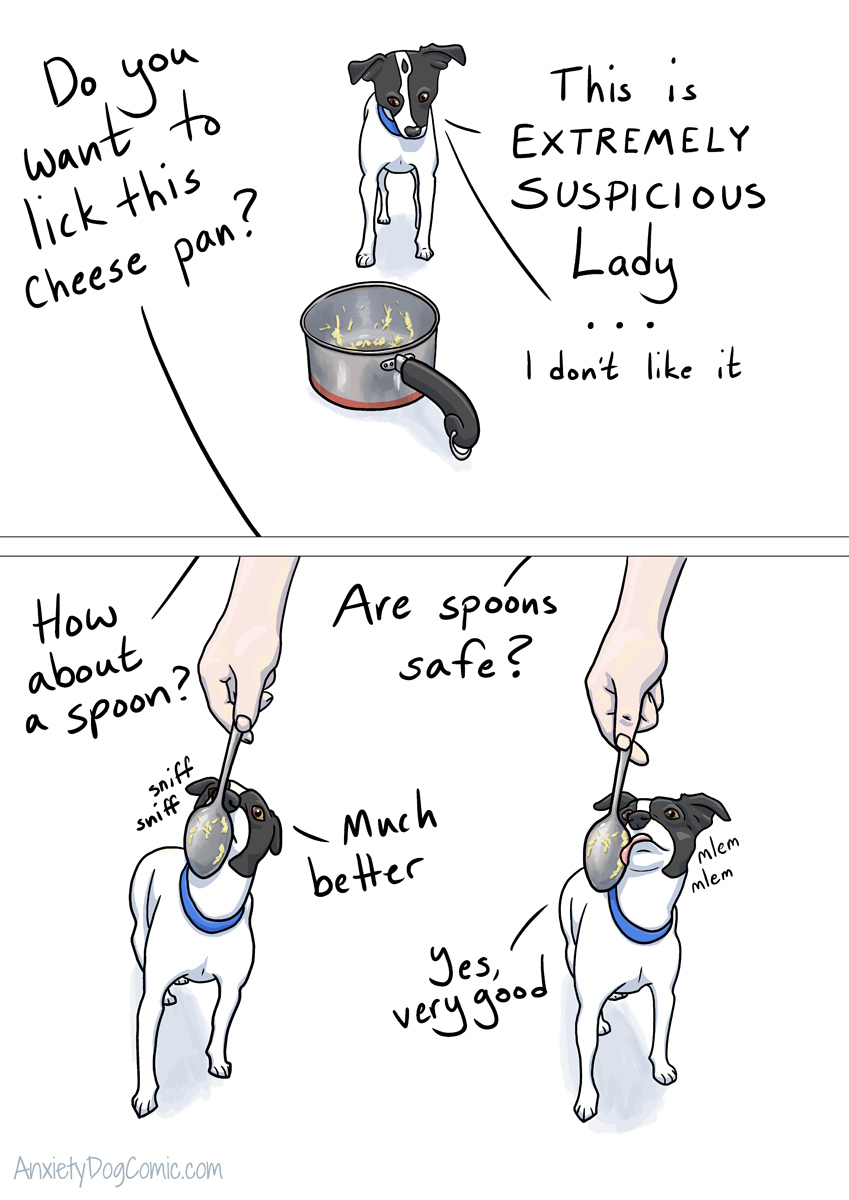 Do you
want to
lick this
cheese pan?
This is
EXTREMELY
SUSPICIOUS
Lady
...
I don't like it
How
about
a spoon?
sniff
sniff
Much
better
Are spoons
safe?
mlem
mlem
Yes,
very good
AnxietyDogComic.com